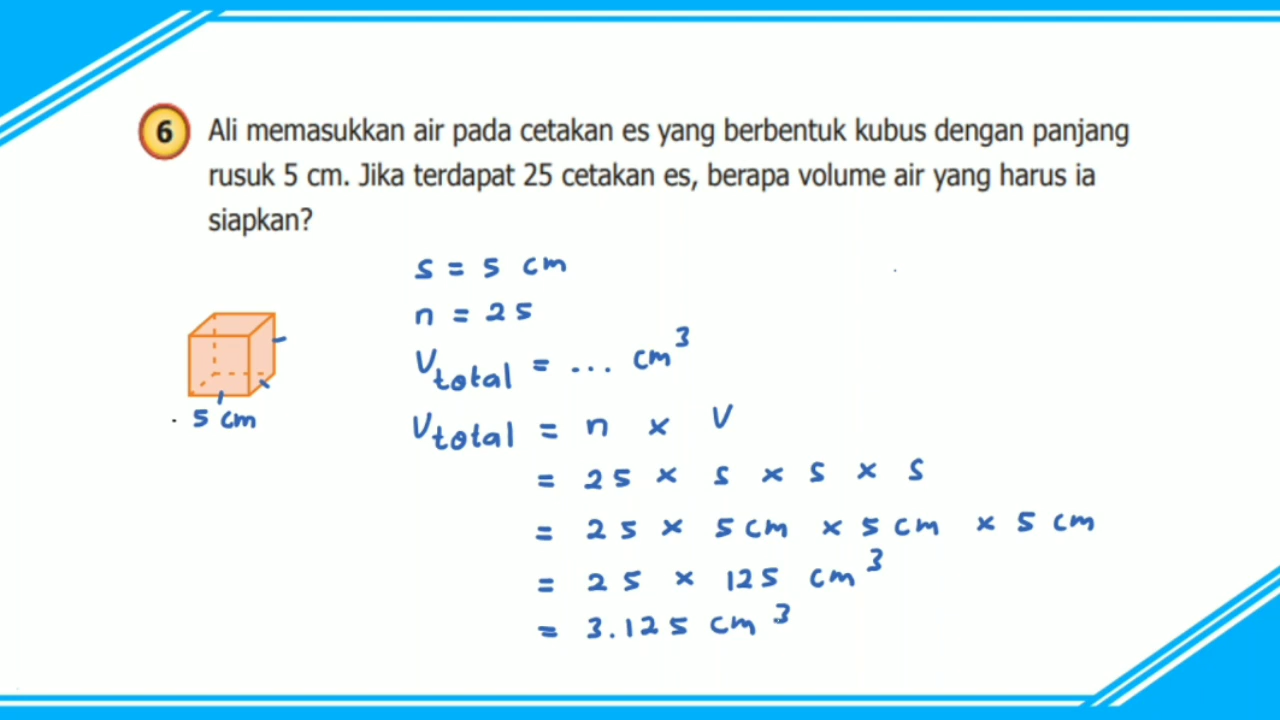 6 Ali memasukkan air pada cetakan es yang berbentuk kubus dengan panjang
rusuk 5 cm. Jika terdapat 25 cetakan es, berapa volume air yang harus ia
siapkan?
s = 5 cm
n = 25
V total = ... cm³
5 cm
V total = n × V
= 25 × s × s × s
= 25 × 5 cm × 5 cm × 5 cm
= 25 × 125 cm³
= 3.125 cm³